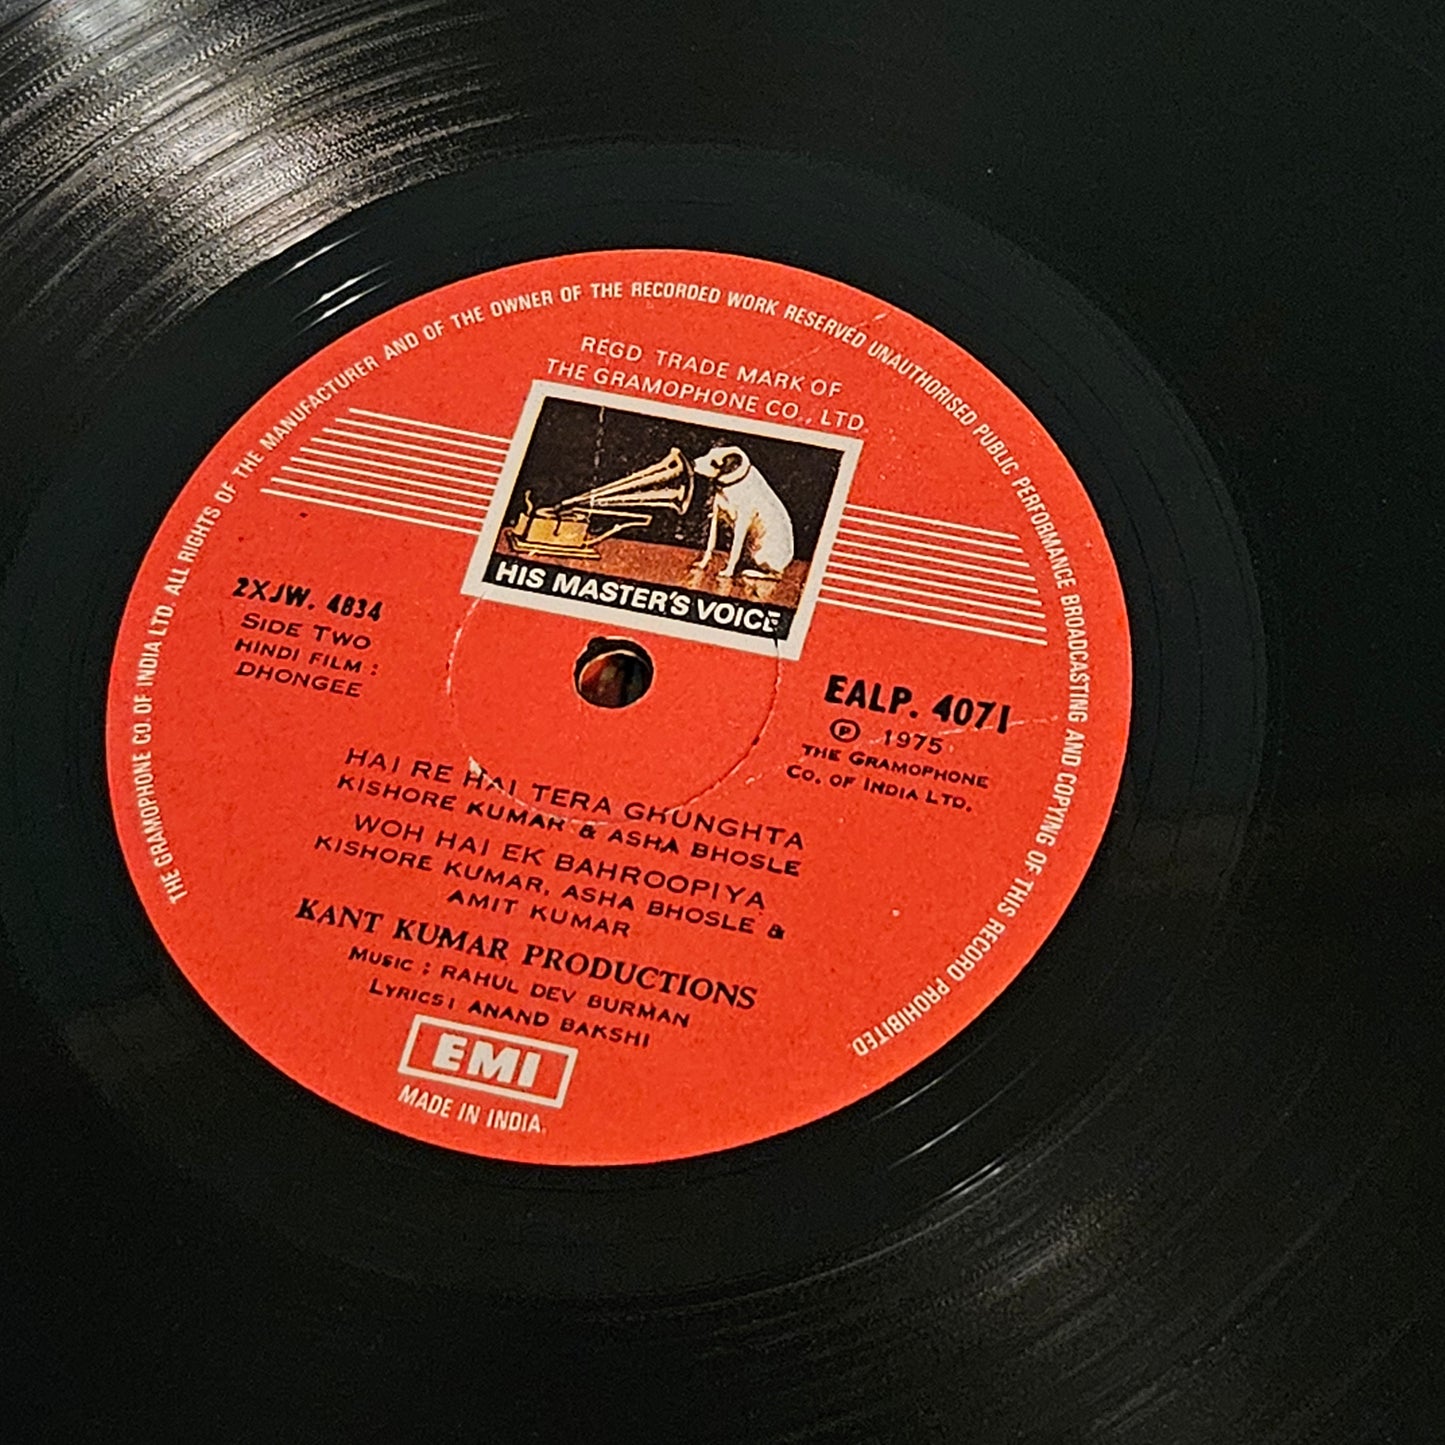 THE GRAMOPHONE CO. OF INDIA LTD. ALL RIGHTS OF THE MANUFACTURER AND OF THE OWNER OF THE RECORDED WORK RESERVED UNAUTHORISED PUBLIC PERFORMANCE BROADCASTING AND COPYING OF THIS RECORD PROHIBITED
REGD TRADE MARK OF
THE GRAMOPHONE CO., LTD.
HIS MASTER'S VOICE
2XJW. 4834
SIDE TWO
HINDI FILM :
DHONGEE
EALP. 4071
℗ 1975
THE GRAMOPHONE
CO. OF INDIA LTD.
HAI RE HAI TERA GHUNGHTA
KISHORE KUMAR & ASHA BHOSLE
WOH HAI EK BAHROOPIYA
KISHORE KUMAR, ASHA BHOSLE &
AMIT KUMAR
KANT KUMAR PRODUCTIONS
MUSIC : RAHUL DEV BURMAN
LYRICS: ANAND BAKSHI
EMI
MADE IN INDIA.